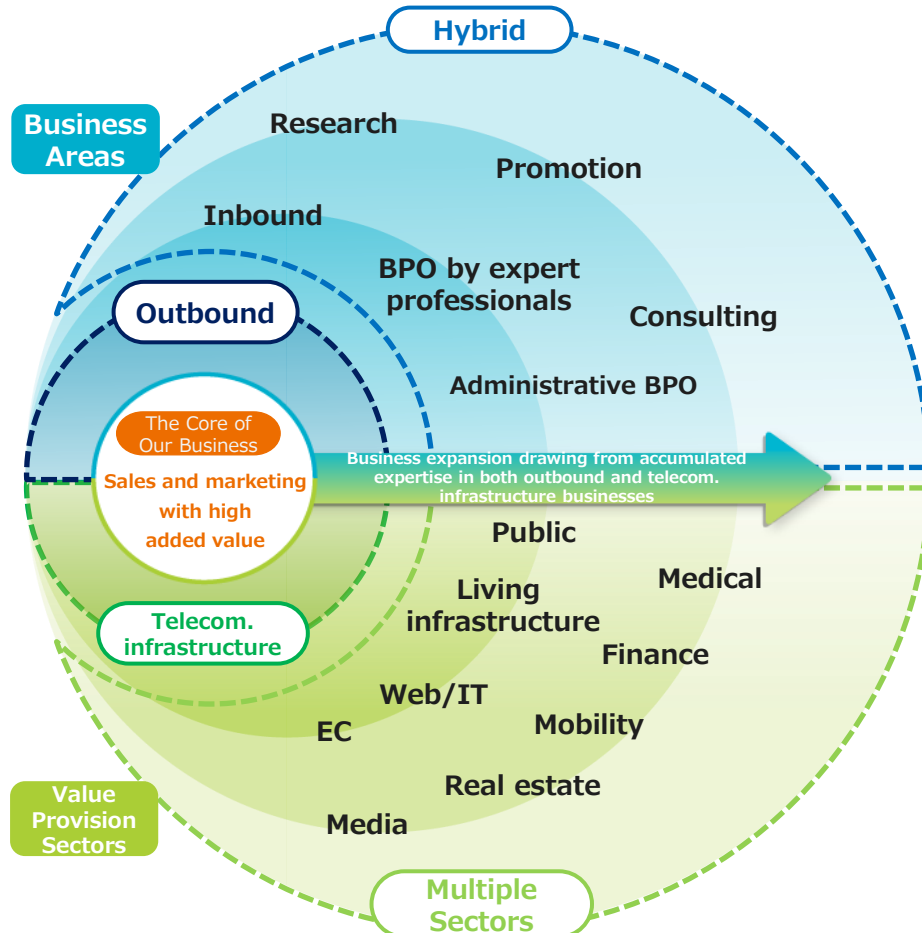 Hybrid
Business
Areas
Research
Promotion
Inbound
BPO by expert
professionals
Outbound
Consulting
Administrative BPO
The Core of
Our Business
Sales and marketing
with high
added value
Business expansion drawing from accumulated
expertise in both outbound and telecom.
infrastructure businesses
Public
Medical
Living
infrastructure
Telecom.
infrastructure
Finance
Web/IT
Mobility
EC
Real estate
Value
Provision
Sectors
Media
Multiple
Sectors